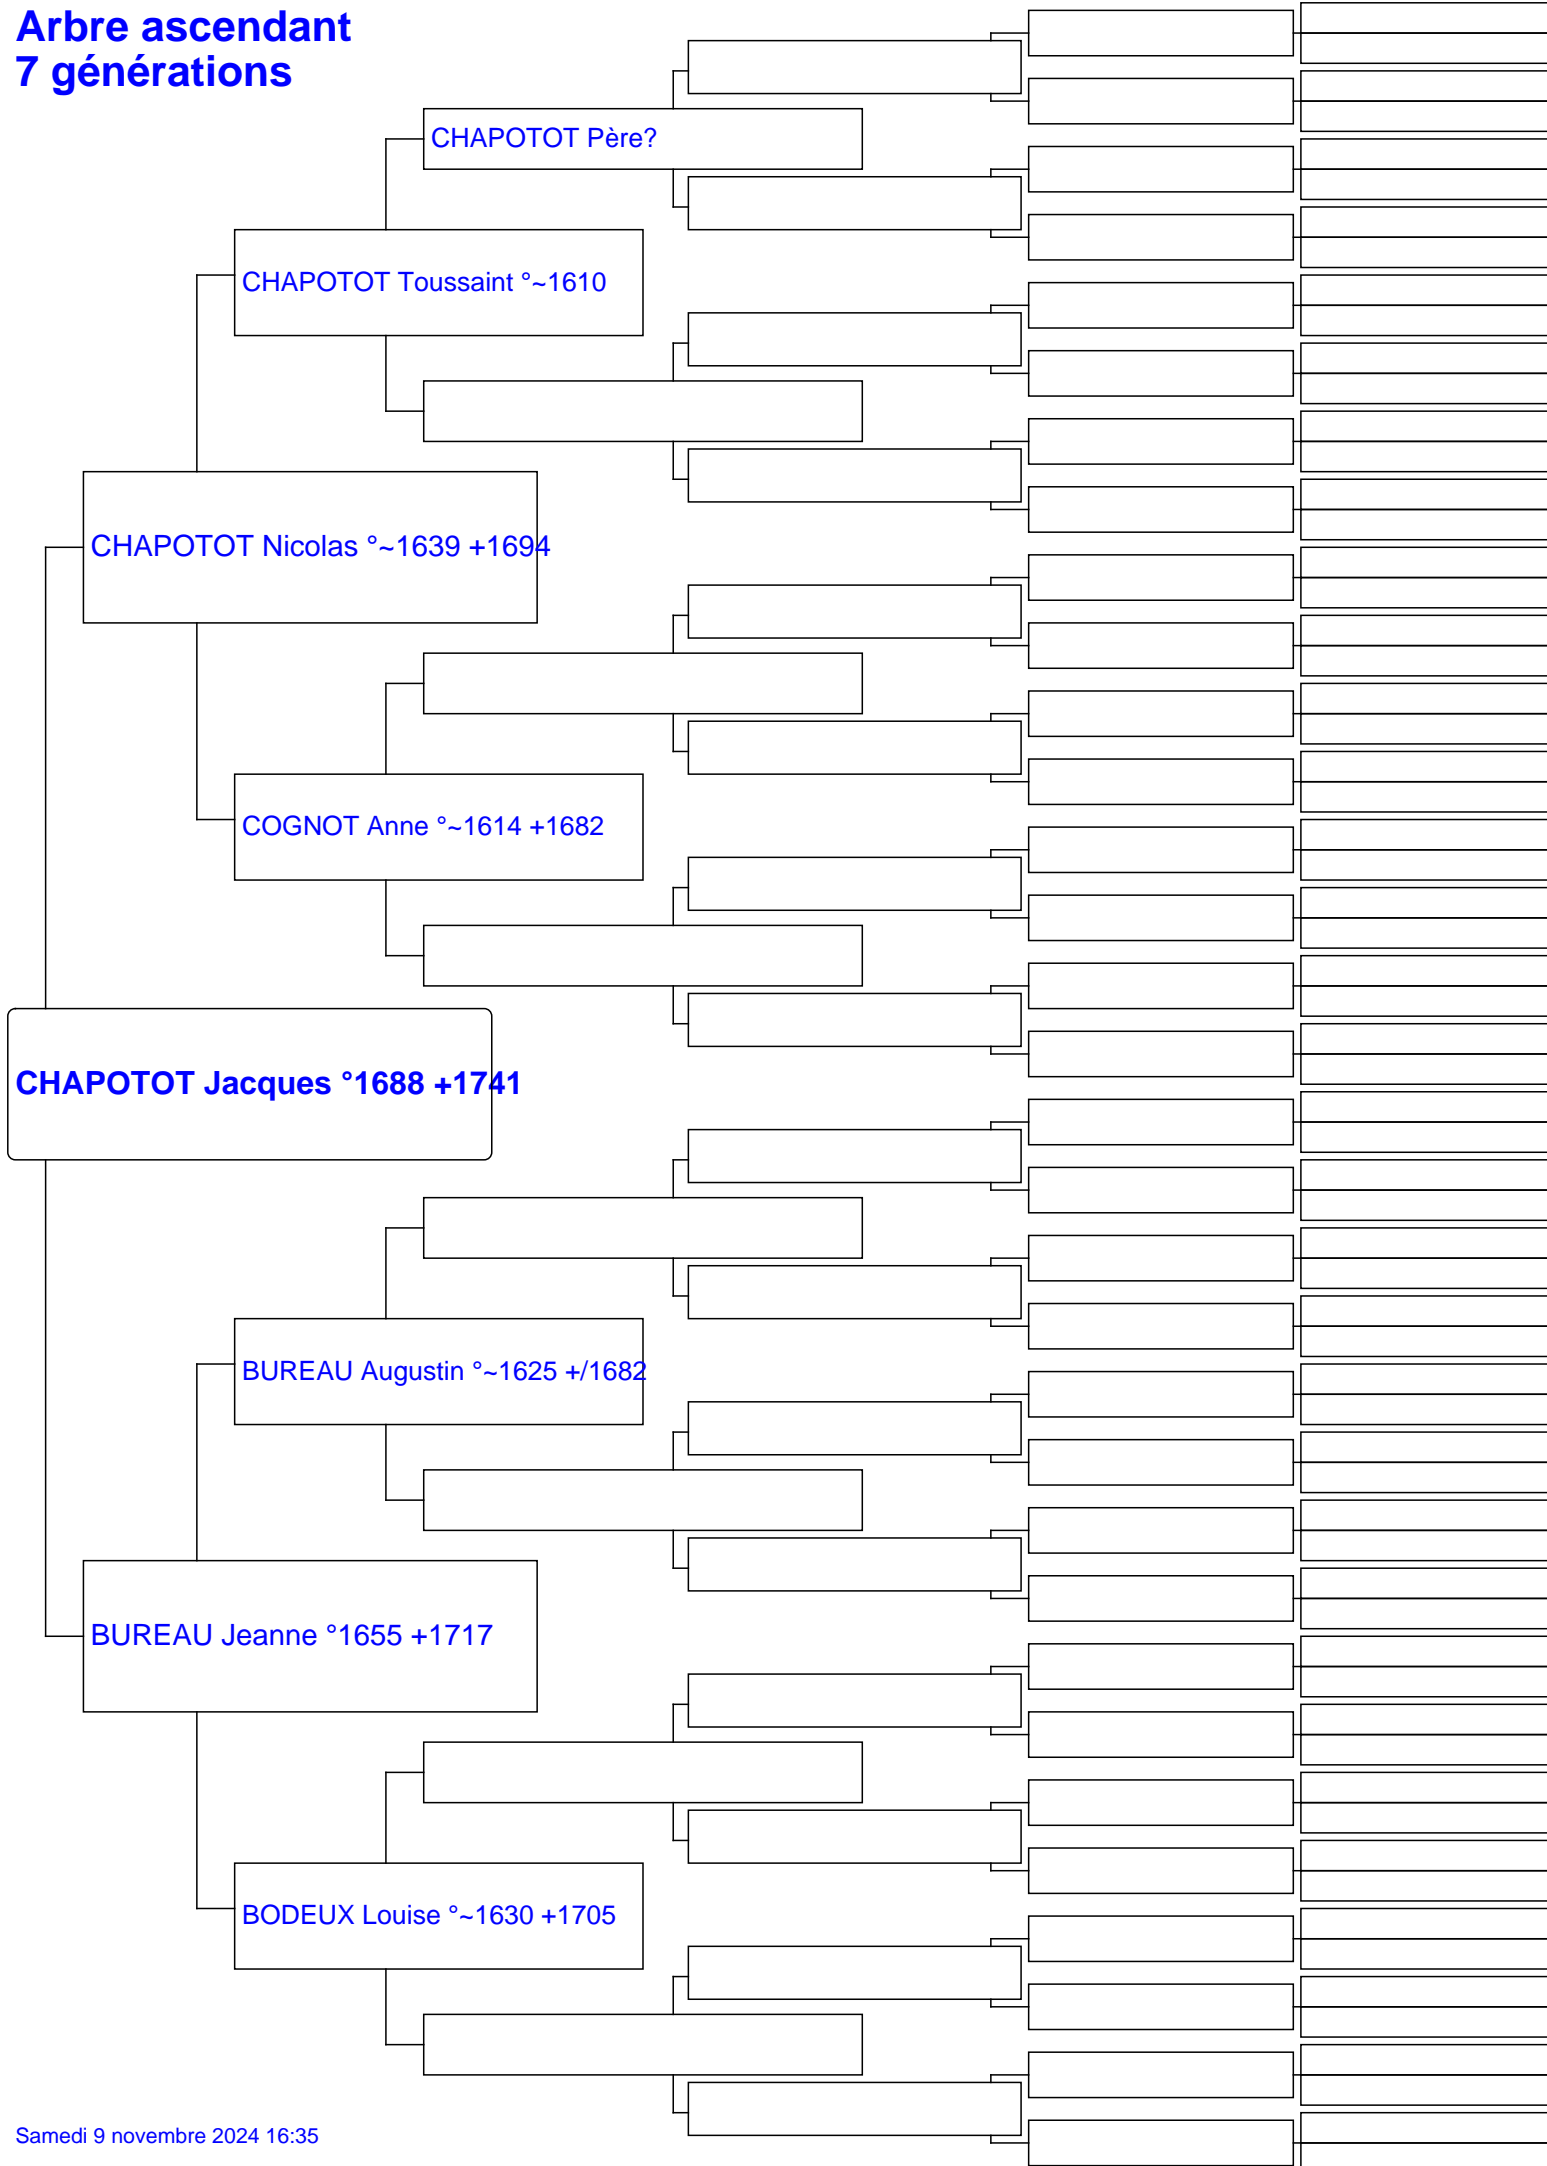 Arbre ascendant
7 générations
CHAPOTOT Père?
CHAPOTOT Toussaint °~1610
CHAPOTOT Nicolas °~1639 +1694
COGNOT Anne °~1614 +1682
CHAPOTOT Jacques °1688 +1741
BUREAU Augustin °~1625 +/1682
BUREAU Jeanne °1655 +1717
BODEUX Louise °~1630 +1705
Samedi 9 novembre 2024 16:35